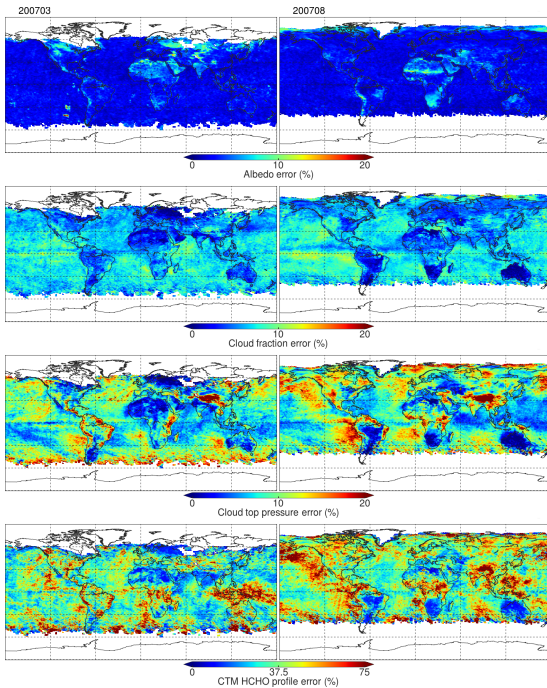 200703 200708
0 10 20
Albedo error (%)
0 10 20
Cloud fraction error (%)
0 10 20
Cloud top pressure error (%)
0 37.5 75
CTM HCHO profile error (%)